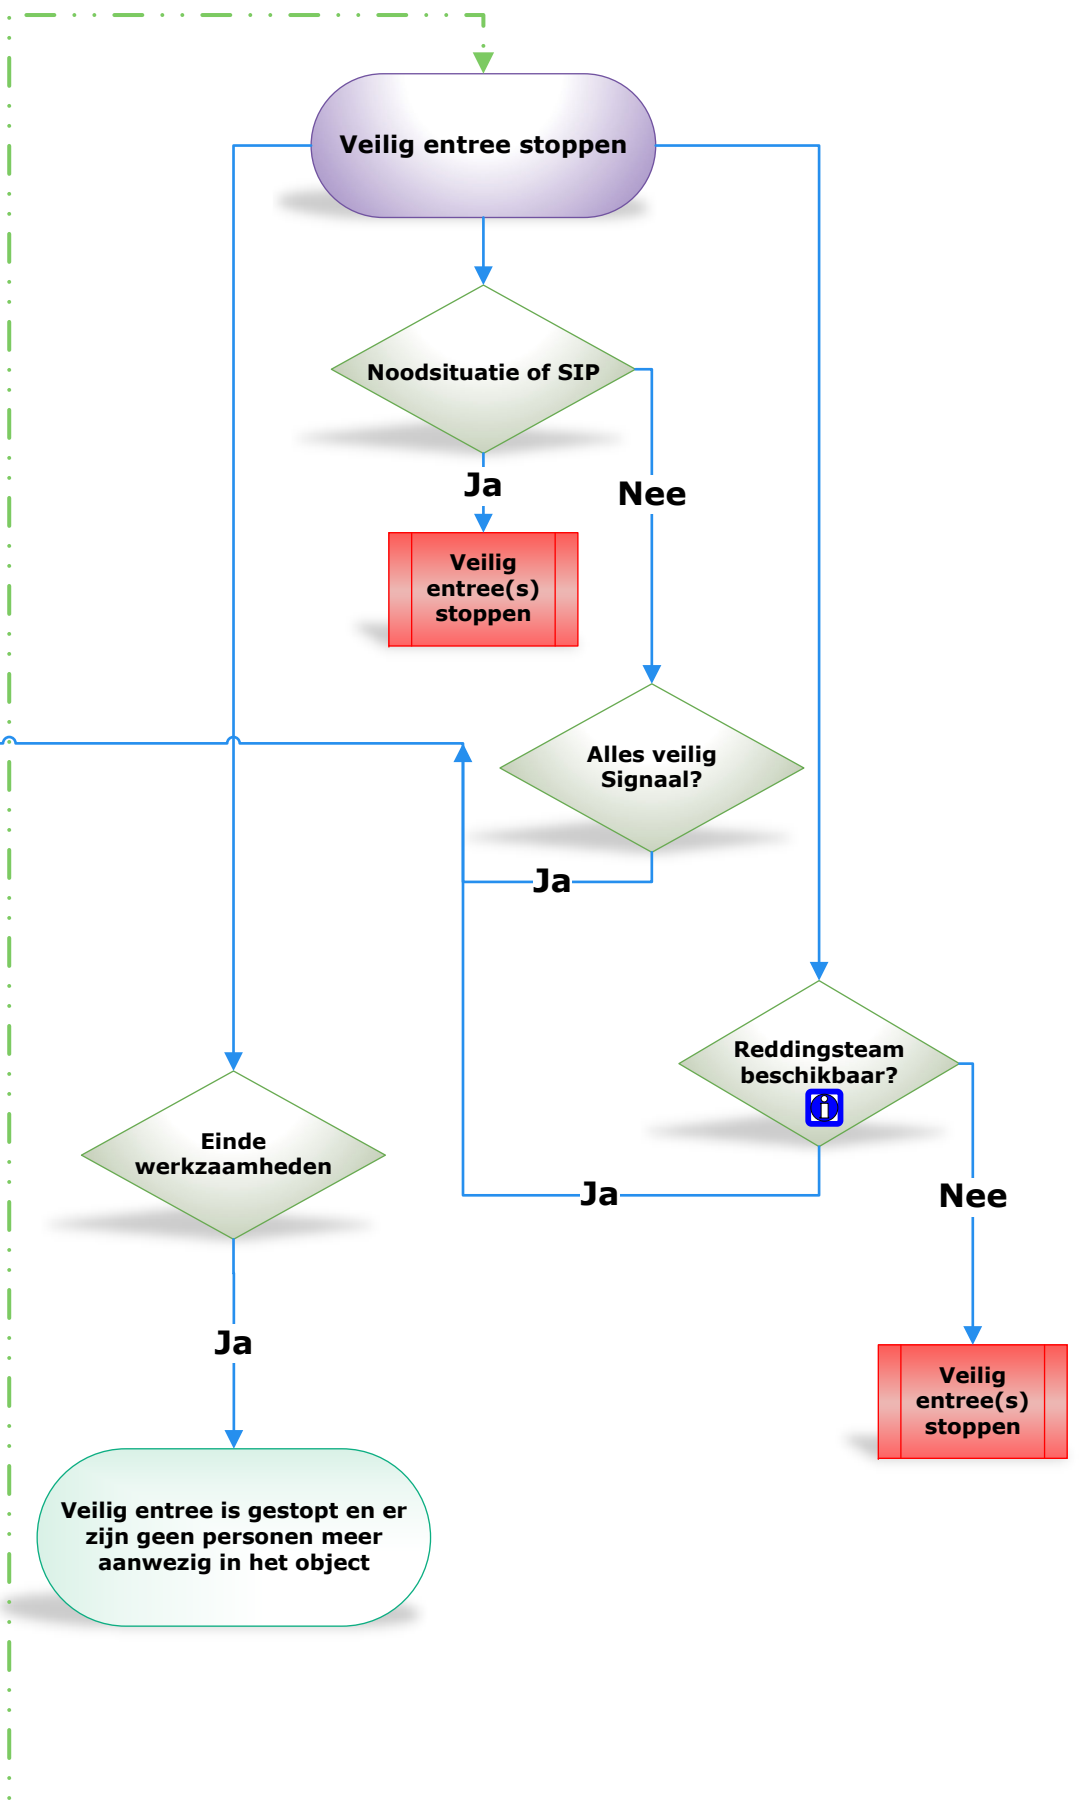 Veilig entree stoppen
Noodsituatie of SIP
Ja
Nee
Veilig
entree(s)
stoppen
Alles veilig
Signaal?
Ja
Reddingsteam
beschikbaar?
i
Einde
werkzaamheden
Ja
Nee
Ja
Veilig
entree(s)
stoppen
Veilig entree is gestopt en er
zijn geen personen meer
aanwezig in het object